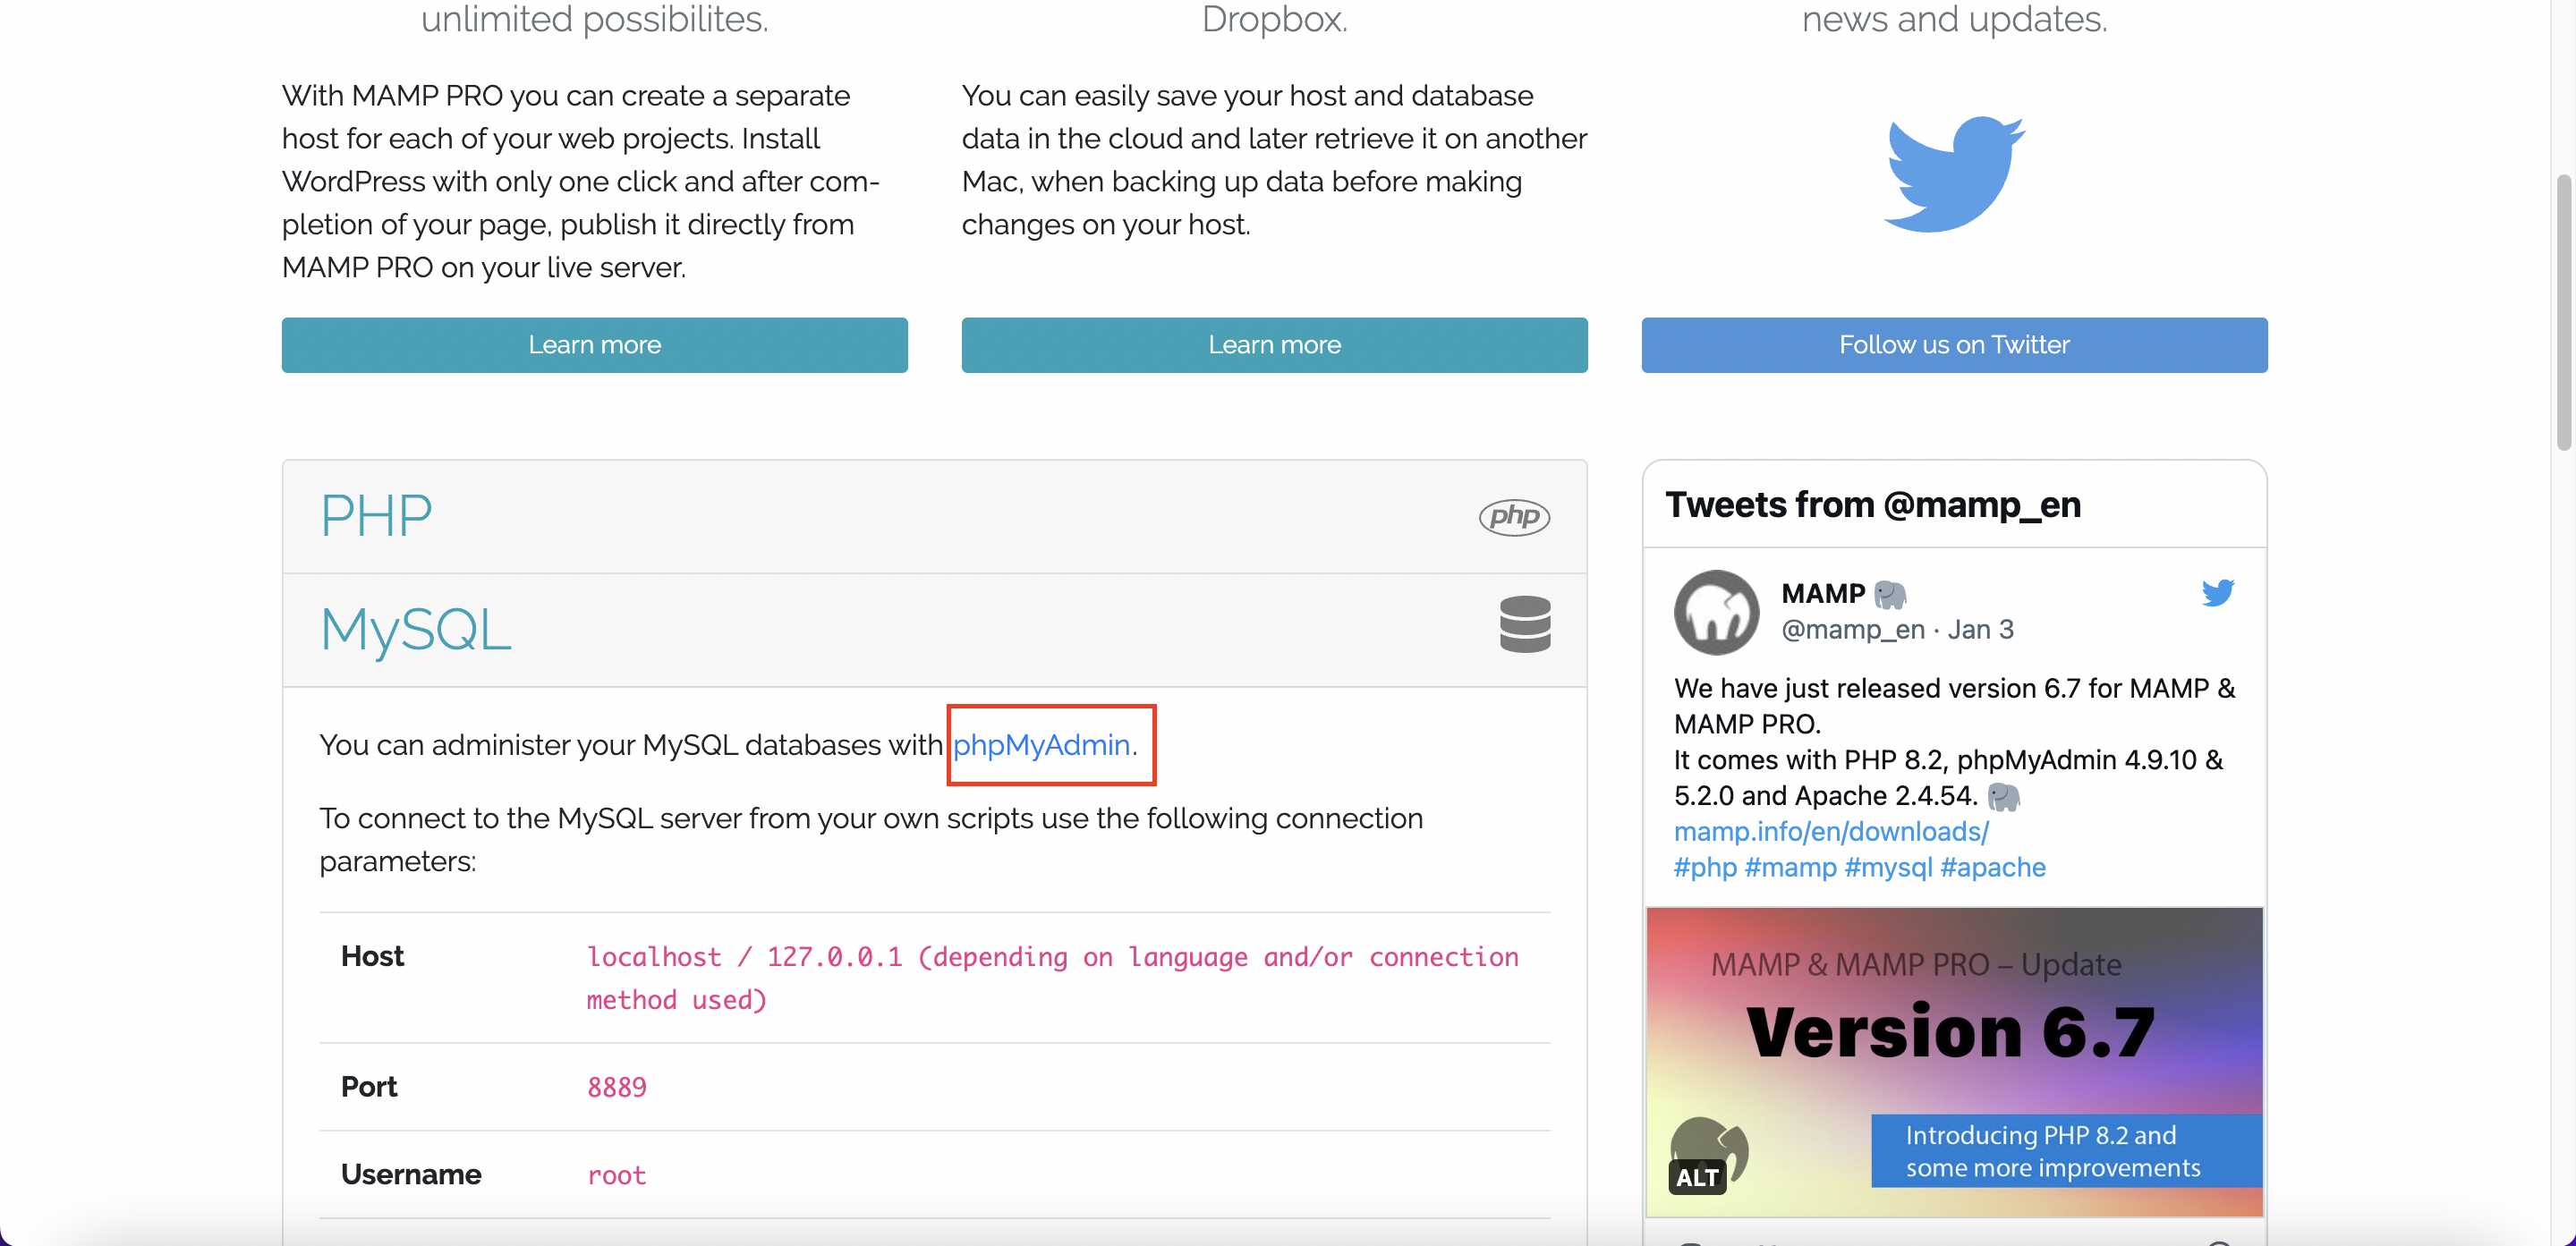 unlimited possibilites.
With MAMP PRO you can create a separate
host for each of your web projects. Install
WordPress with only one click and after com-
pletion of your page, publish it directly from
MAMP PRO on your live server.
Learn more
Dropbox.
You can easily save your host and database
data in the cloud and later retrieve it on another
Mac, when backing up data before making
changes on your host.
Learn more
news and updates.
Follow us on Twitter
PHP
php
MySQL
You can administer your MySQL databases with phpMyAdmin.
To connect to the MySQL server from your own scripts use the following connection
parameters:
Host localhost / 127.0.0.1 (depending on language and/or connection
method used)
Port 8889
Username root
Tweets from @mamp_en
MAMP 🐘
@mamp_en · Jan 3
We have just released version 6.7 for MAMP &
MAMP PRO.
It comes with PHP 8.2, phpMyAdmin 4.9.10 &
5.2.0 and Apache 2.4.54. 🐘
mamp.info/en/downloads/
#php #mamp #mysql #apache
MAMP & MAMP PRO – Update
Version 6.7
Introducing PHP 8.2 and
some more improvements
ALT